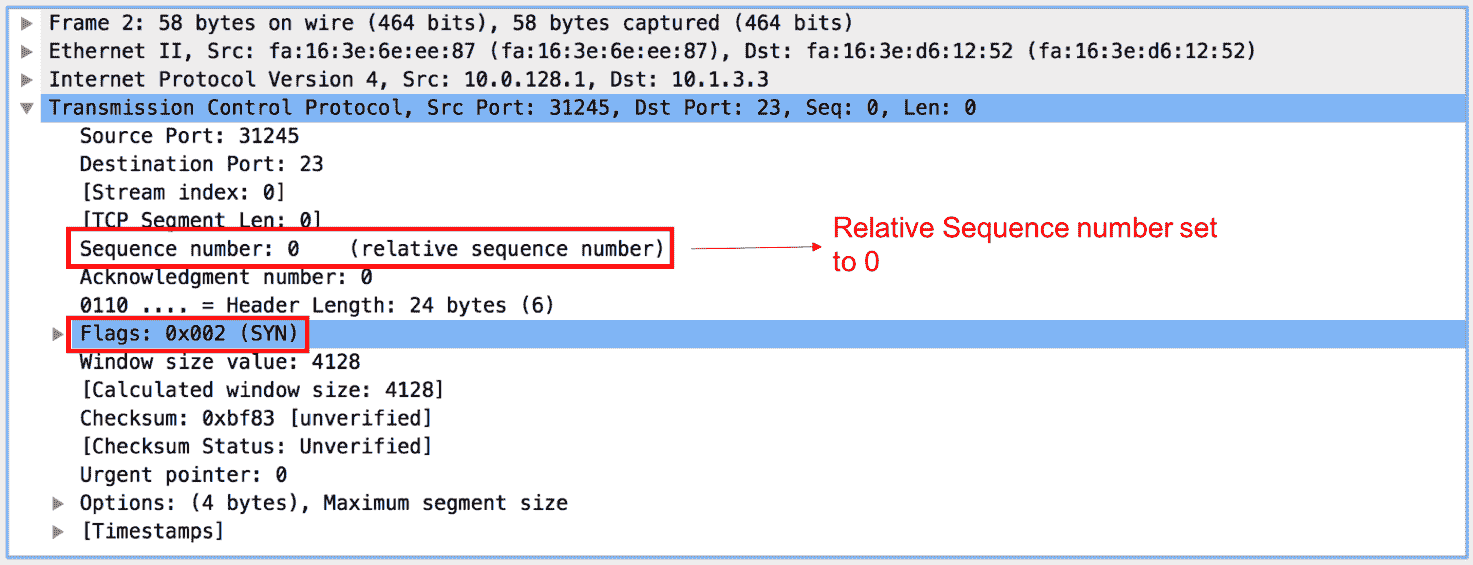 Frame 2: 58 bytes on wire (464 bits), 58 bytes captured (464 bits)
Ethernet II, Src: fa:16:3e:6e:ee:87 (fa:16:3e:6e:ee:87), Dst: fa:16:3e:d6:12:52 (fa:16:3e:d6:12:52)
Internet Protocol Version 4, Src: 10.0.128.1, Dst: 10.1.3.3
Transmission Control Protocol, Src Port: 31245, Dst Port: 23, Seq: 0, Len: 0
Source Port: 31245
Destination Port: 23
[Stream index: 0]
[TCP Segment Len: 0]
Sequence number: 0    (relative sequence number)
Relative Sequence number set
to 0
Acknowledgment number: 0
0110 .... = Header Length: 24 bytes (6)
Flags: 0x002 (SYN)
Window size value: 4128
[Calculated window size: 4128]
Checksum: 0xbf83 [unverified]
[Checksum Status: Unverified]
Urgent pointer: 0
Options: (4 bytes), Maximum segment size
[Timestamps]